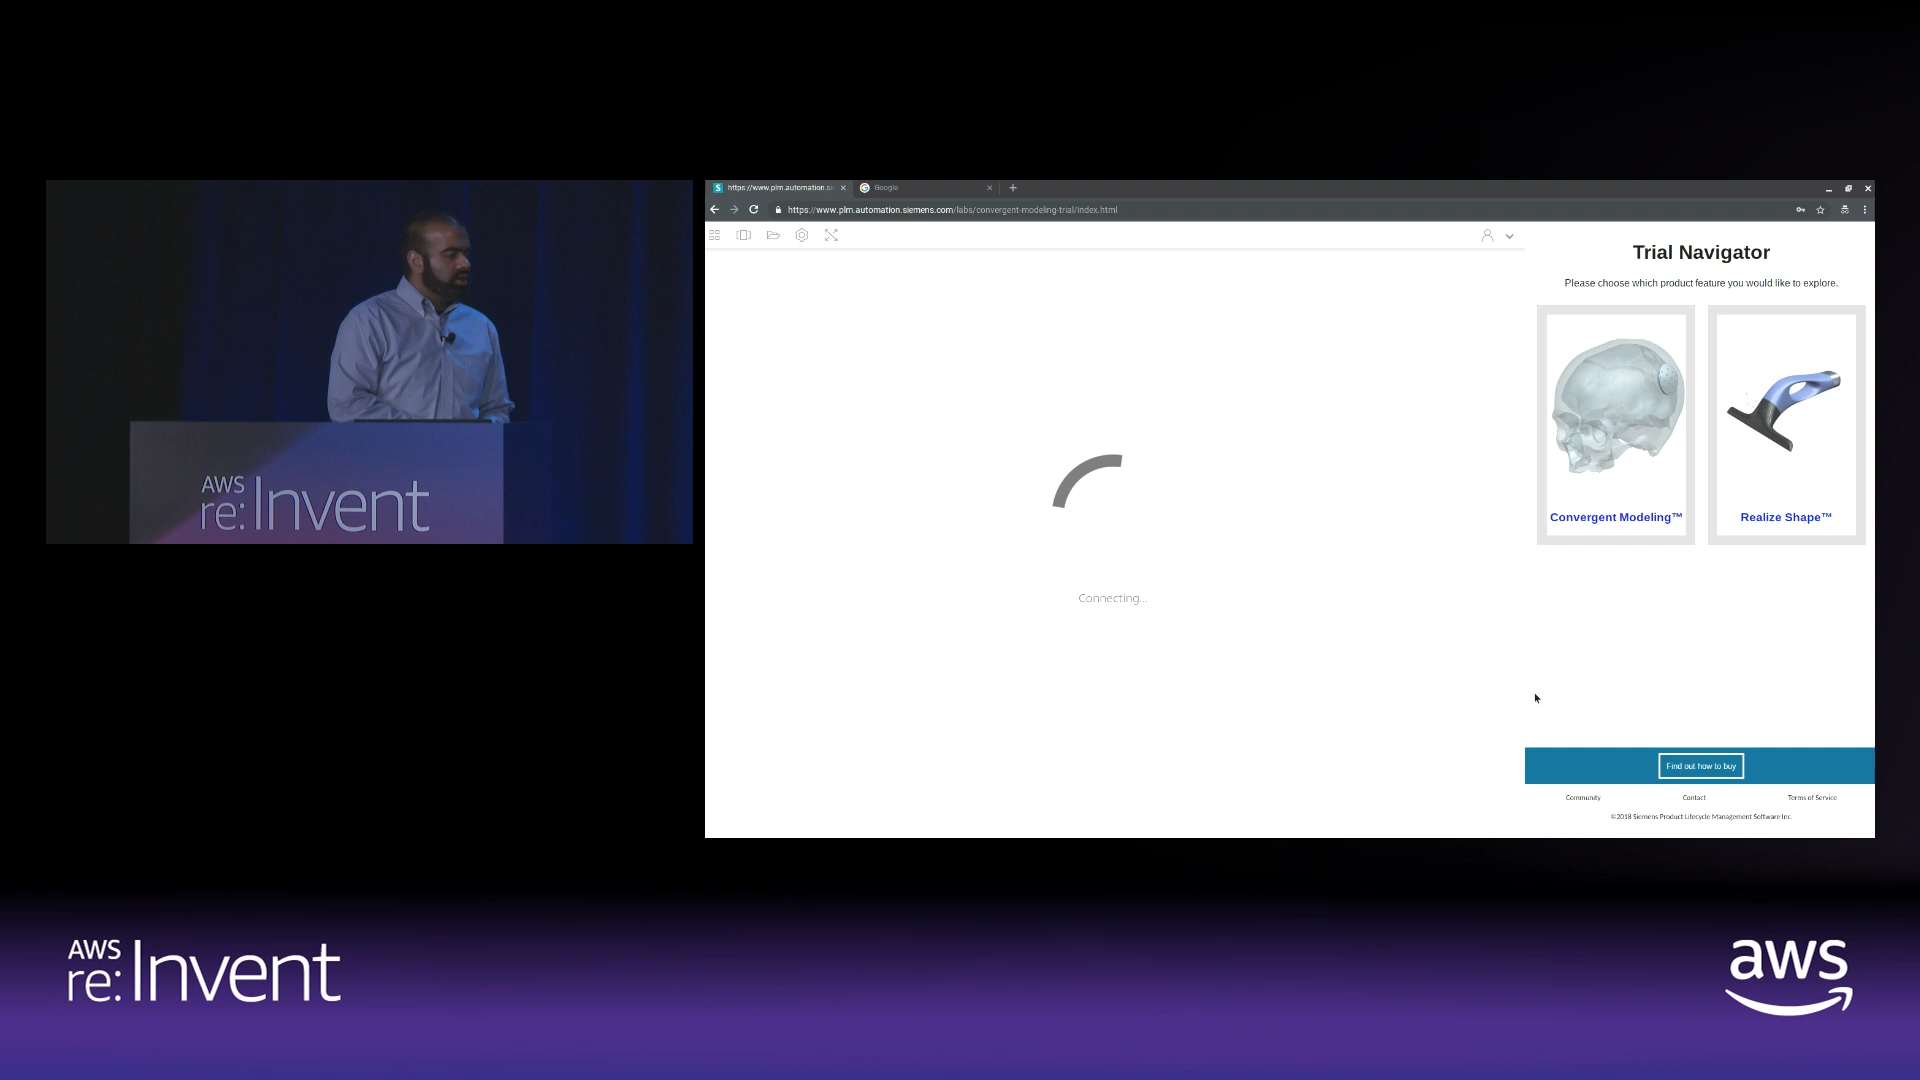 AWS
re:Invent
https://www.plm.automation.si
Google
https://www.plm.automation.siemens.com/labs/convergent-modeling-trial/index.html
Trial Navigator
Please choose which product feature you would like to explore.
Convergent Modeling™
Realize Shape™
Connecting...
Find out how to buy
Community
Contact
Terms of Service
©2018 Siemens Product Lifecycle Management Software Inc.
AWS
re:Invent
aws